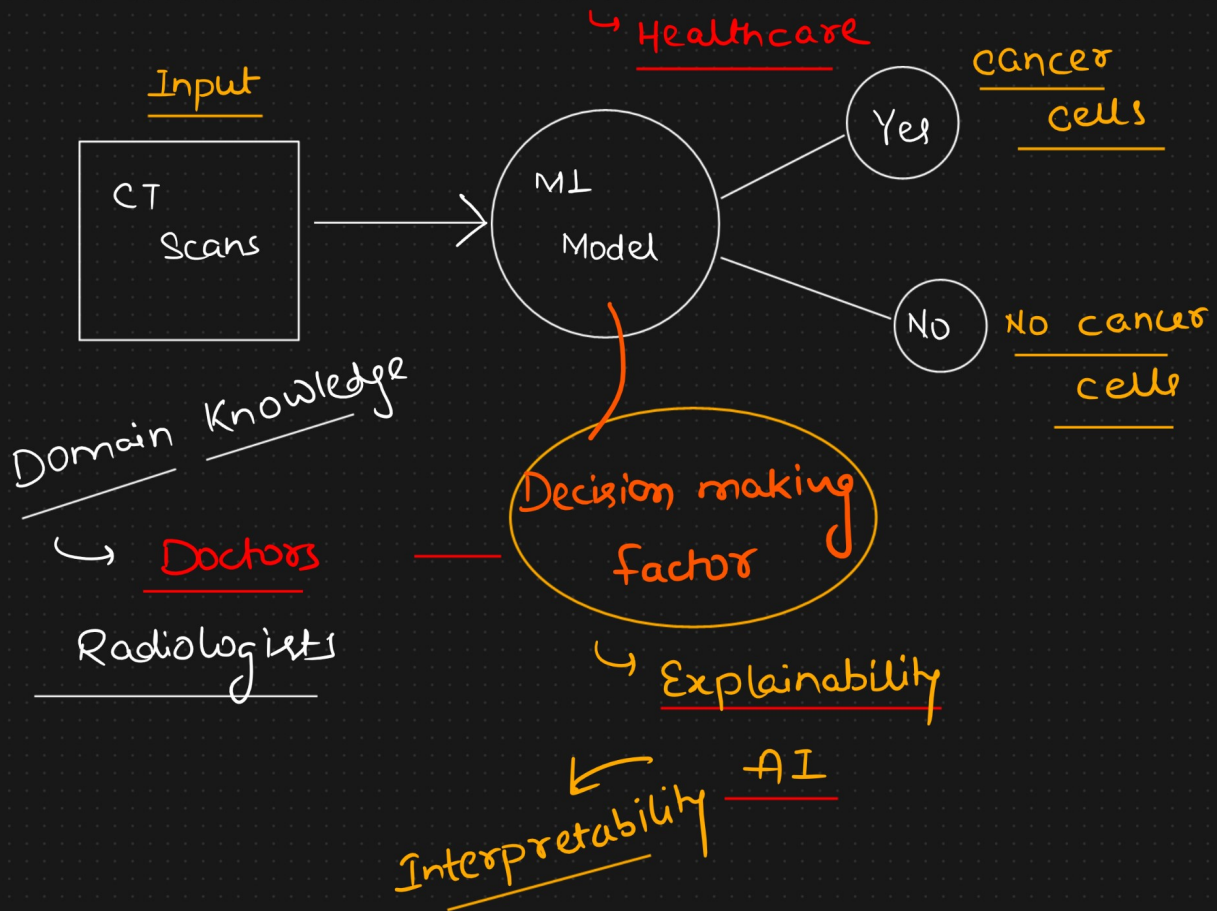 Healthcare
Input
cancer
cells
Yes
CT
Scans
ML
Model
No
No cancer
cells
Domain Knowledge
Decision making
factor
Doctors
Radiologists
Explainability
AI
Interpretability